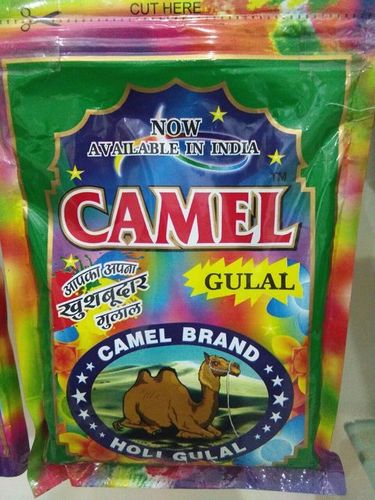 CUT HERE
NOW
AVAILABLE IN INDIA
CAMEL
TM
आपका अपना
खुशबूदार
गुलाल
GULAL
CAMEL BRAND
HOLI GULAL